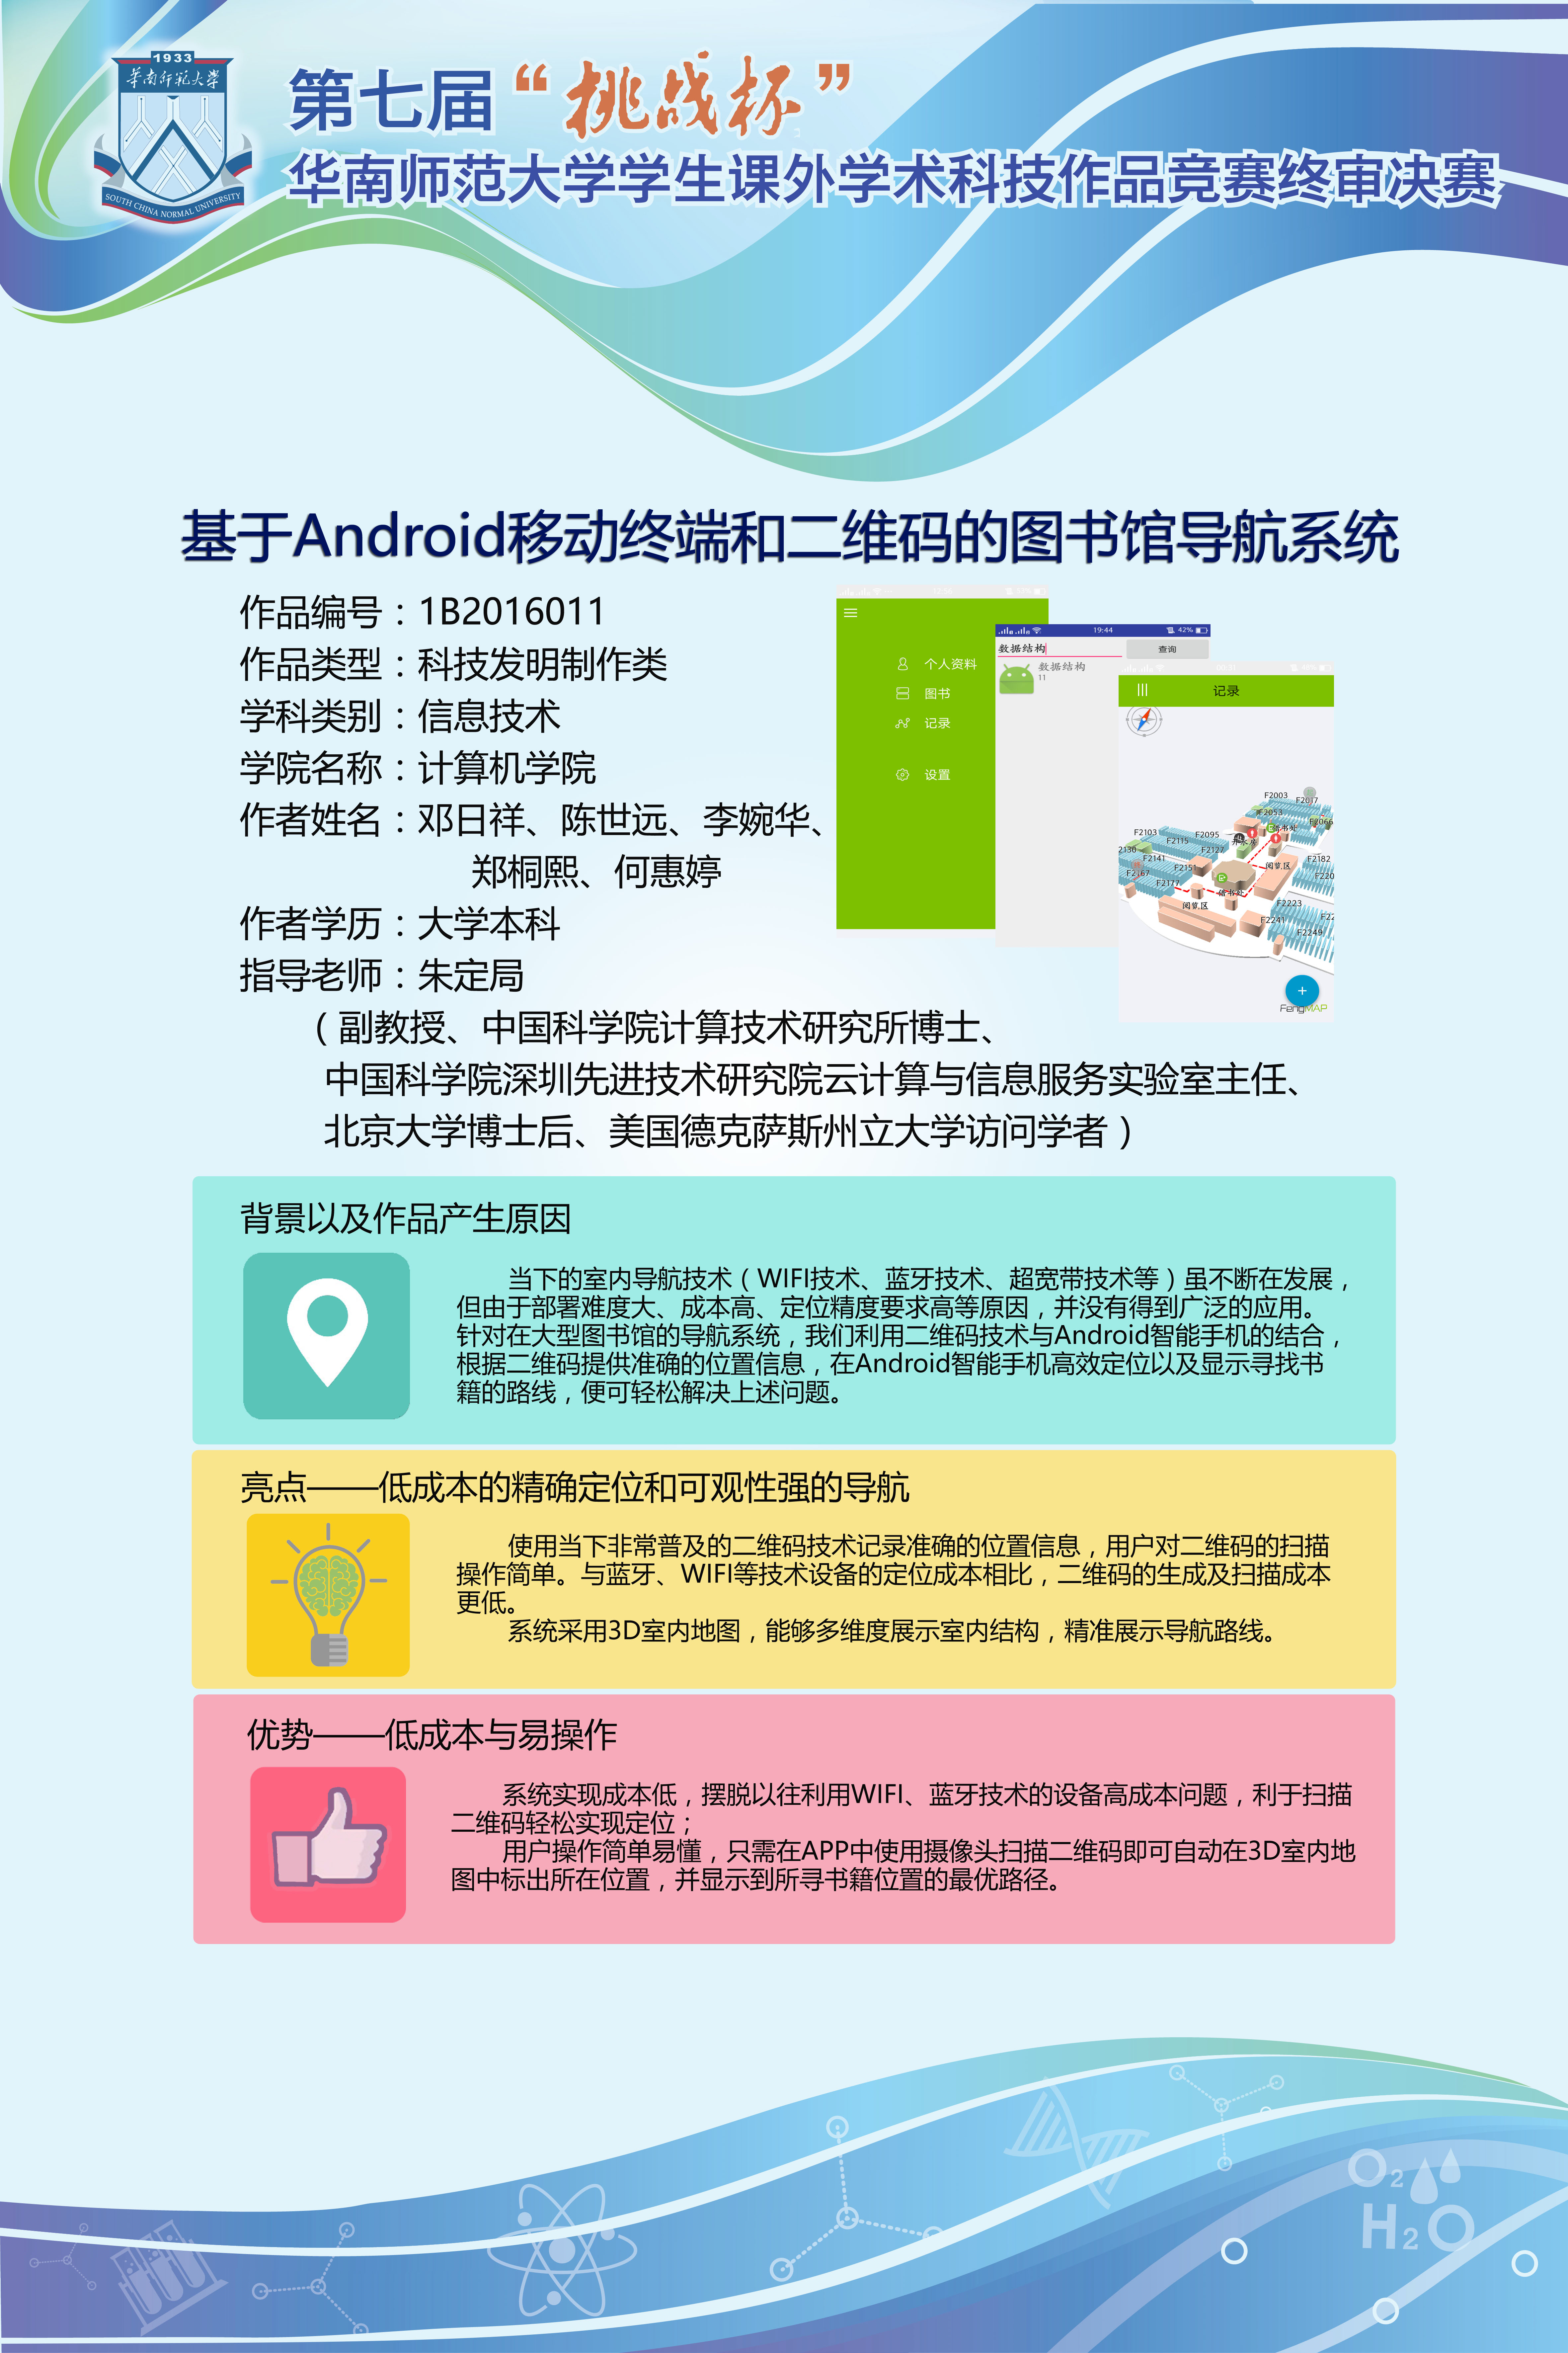 1933
华南师范大学
SOUTH CHINA NORMAL UNIVERSITY
第七届“挑战杯”
华南师范大学学生课外学术科技作品竞赛终审决赛
基于Android移动终端和二维码的图书馆导航系统
作品编号：1B2016011
作品类型：科技发明制作类
学科类别：信息技术
学院名称：计算机学院
作者姓名：邓日祥、陈世远、李婉华、
郑桐熙、何惠婷
作者学历：大学本科
指导老师：朱定局
（副教授、中国科学院计算技术研究所博士、
中国科学院深圳先进技术研究院云计算与信息服务实验室主任、
北京大学博士后、美国德克萨斯州立大学访问学者）
个人资料
图书
记录
设置
19:44
42%
数据结构
查询
数据结构
11
记录
F2003
F2017
F2053
F2066
还书处
F2103
F2095
F2115
开水房
F2127
F2141
阅览区
F2182
F2151
F2167
F2177
借书处
阅览区
F2223
F2241
F2249
+
FengMAP
背景以及作品产生原因
当下的室内导航技术（WIFI技术、蓝牙技术、超宽带技术等）虽不断在发展，
但由于部署难度大、成本高、定位精度要求高等原因，并没有得到广泛的应用。
针对在大型图书馆的导航系统，我们利用二维码技术与Android智能手机的结合，
根据二维码提供准确的位置信息，在Android智能手机高效定位以及显示寻找书
籍的路线，便可轻松解决上述问题。
亮点——低成本的精确定位和可观性强的导航
使用当下非常普及的二维码技术记录准确的位置信息，用户对二维码的扫描
操作简单。与蓝牙、WIFI等技术设备的定位成本相比，二维码的生成及扫描成本
更低。
系统采用3D室内地图，能够多维度展示室内结构，精准展示导航路线。
优势——低成本与易操作
系统实现成本低，摆脱以往利用WIFI、蓝牙技术的设备高成本问题，利于扫描
二维码轻松实现定位；
用户操作简单易懂，只需在APP中使用摄像头扫描二维码即可自动在3D室内地
图中标出所在位置，并显示到所寻书籍位置的最优路径。
O2
H2O